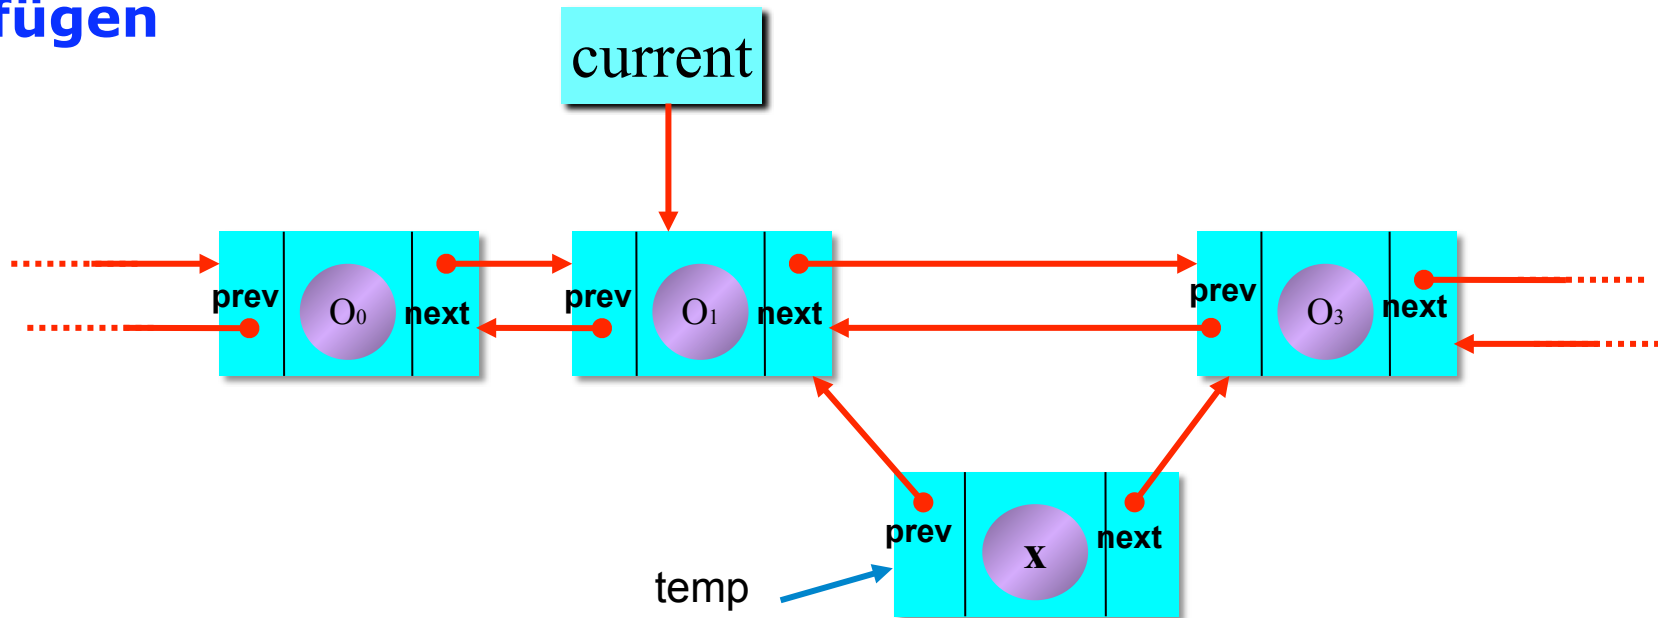 fügen
current
prev O0 next
prev O1 next
prev O3 next
prev x next
temp